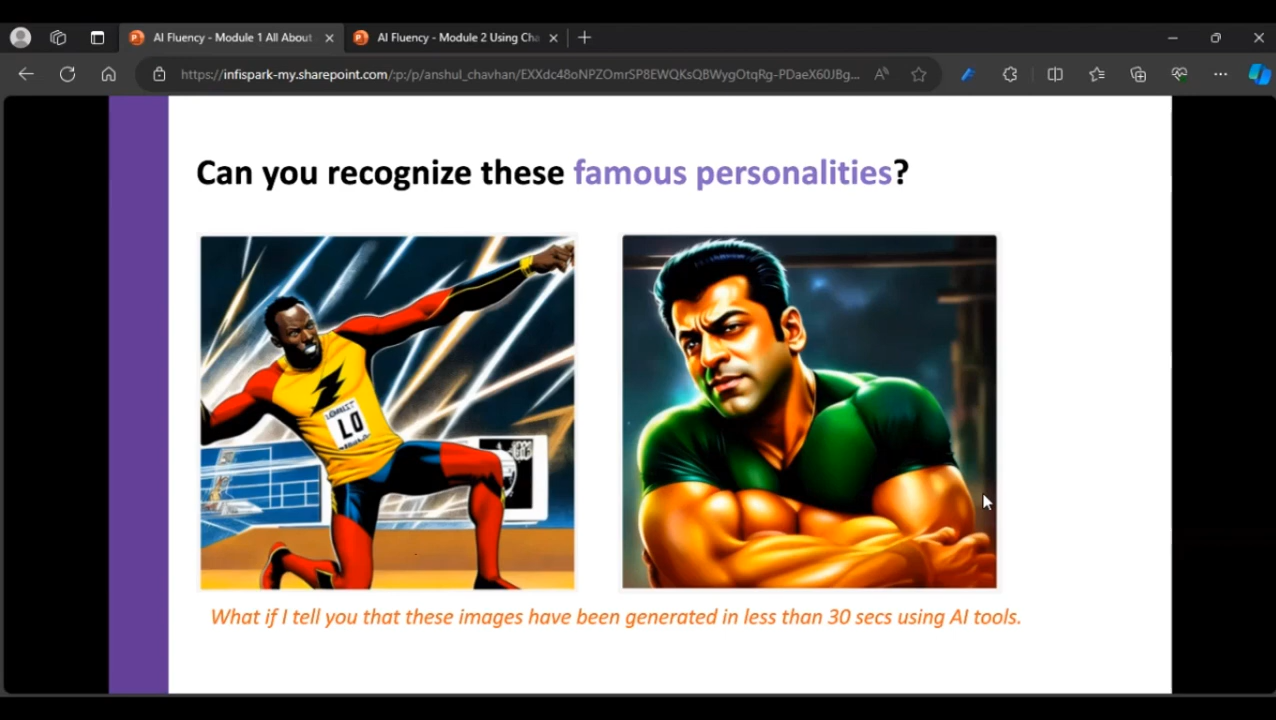 AI Fluency - Module 1 All About
AI Fluency - Module 2 Using Cha
https://infispark-my.sharepoint.com/:p:/p/anshul_chavhan/EXXdc48oNPZOmrSP8EWQKsQBWygOtqRg-PDaeX60JBg...
Can you recognize these famous personalities?
LO
What if I tell you that these images have been generated in less than 30 secs using AI tools.